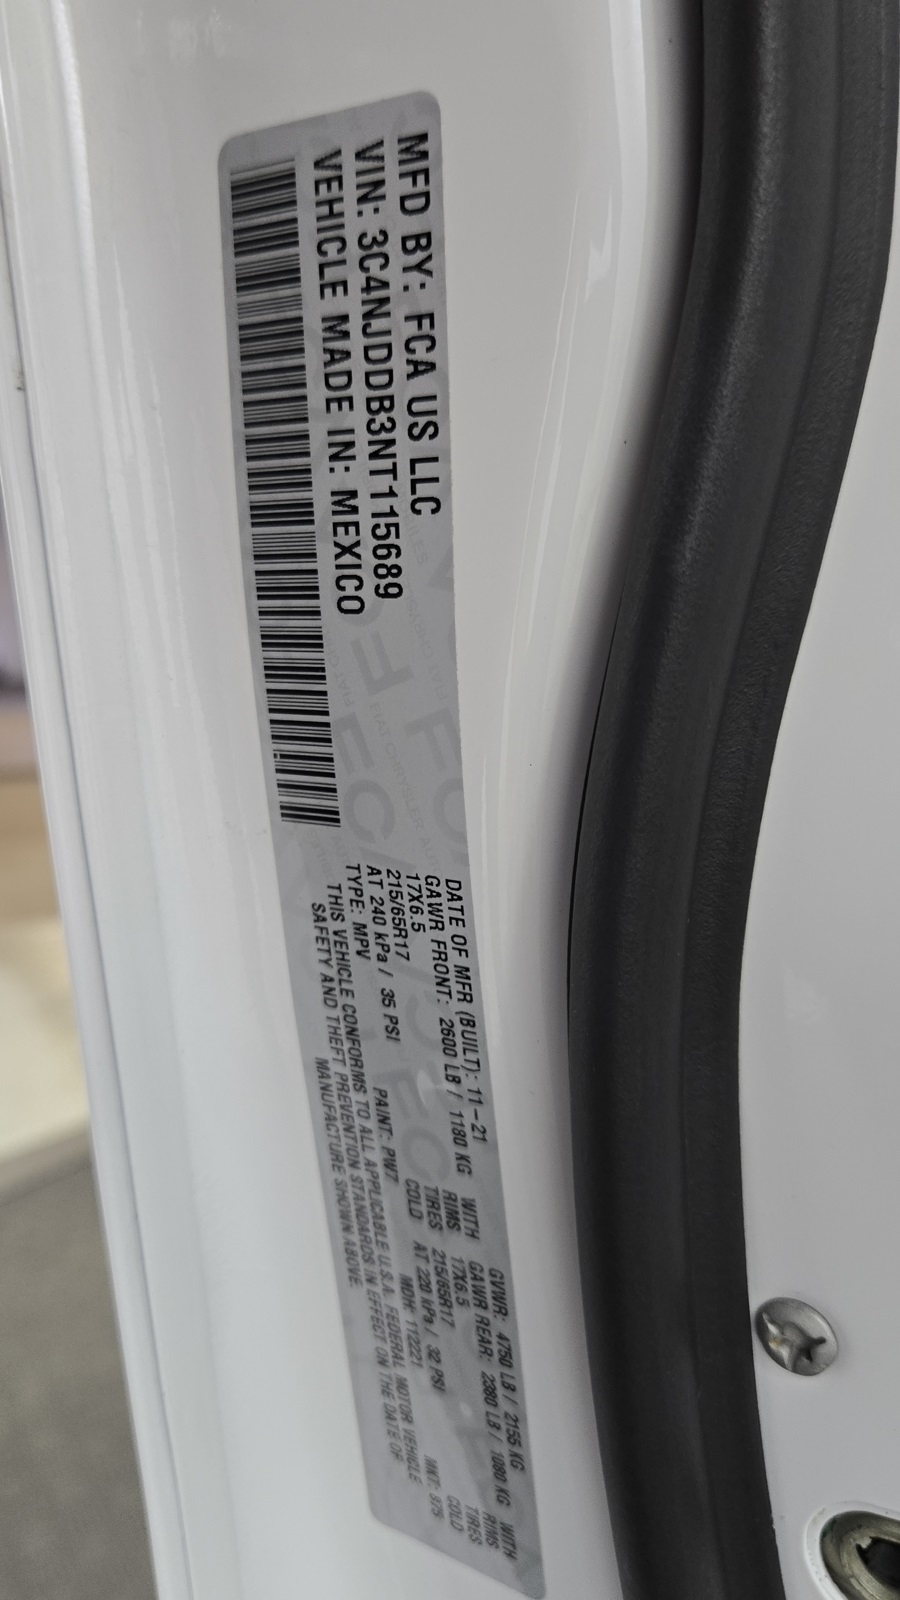 MFD BY: FCA US LLC
VIN: 3C4NJDDB3NT115689
VEHICLE MADE IN: MEXICO
DATE OF MFR (BUILT): 11-21 GVWR: 4750 LB / 2155 KG
GAWR FRONT: 2600 LB / 1180 KG WITH GAWR REAR: 2380 LB / 1080 KG WITH
17X6.5 RIMS 17X6.5 RIMS
215/65R17 TIRES 215/65R17 TIRES
AT 240 kPa / 35 PSI COLD AT 220 kPa / 32 PSI COLD
TYPE: MPV PAINT: PW7 MDH: 112221 MKT:
THIS VEHICLE CONFORMS TO ALL APPLICABLE U.S.A. FEDERAL MOTOR VEHICLE
SAFETY AND THEFT PREVENTION STANDARDS IN EFFECT ON THE DATE OF
MANUFACTURE SHOWN ABOVE.